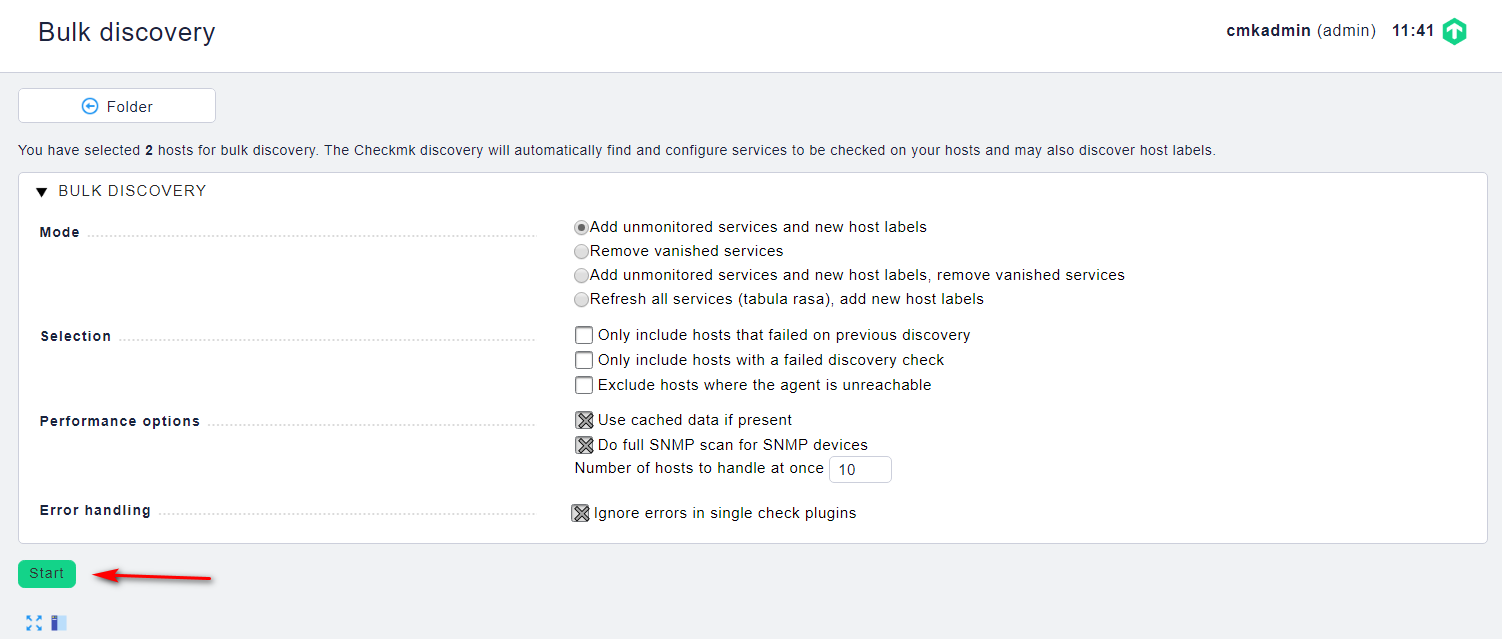 Bulk discovery
cmkadmin (admin) 11:41
Folder
You have selected 2 hosts for bulk discovery. The Checkmk discovery will automatically find and configure services to be checked on your hosts and may also discover host labels.
BULK DISCOVERY
Mode
Add unmonitored services and new host labels
Remove vanished services
Add unmonitored services and new host labels, remove vanished services
Refresh all services (tabula rasa), add new host labels
Selection
Only include hosts that failed on previous discovery
Only include hosts with a failed discovery check
Exclude hosts where the agent is unreachable
Performance options
Use cached data if present
Do full SNMP scan for SNMP devices
Number of hosts to handle at once 10
Error handling
Ignore errors in single check plugins
Start